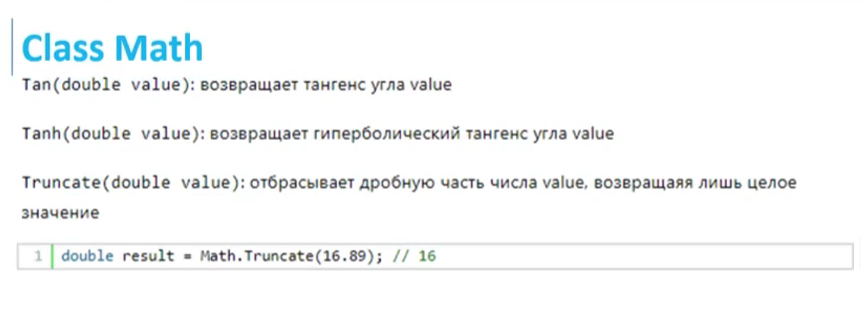 Class Math
Tan(double value): возвращает тангенс угла value
Tanh(double value): возвращает гиперболический тангенс угла value
Truncate(double value): отбрасывает дробную часть числа value, возвращаяя лишь целое
значение
1 double result = Math.Truncate(16.89); // 16